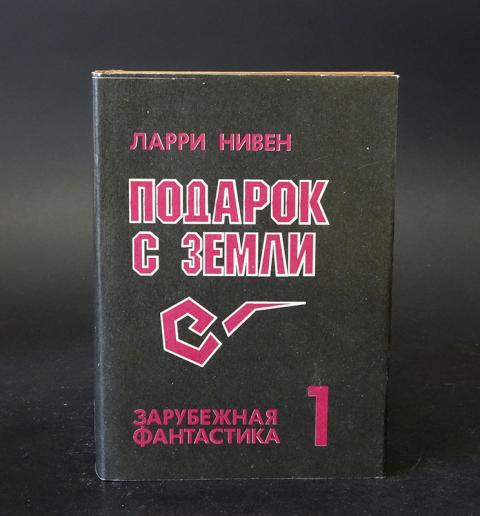 ЛАРРИ НИВЕН
ПОДАРОК
С ЗЕМЛИ
ЗАРУБЕЖНАЯ
ФАНТАСТИКА 1